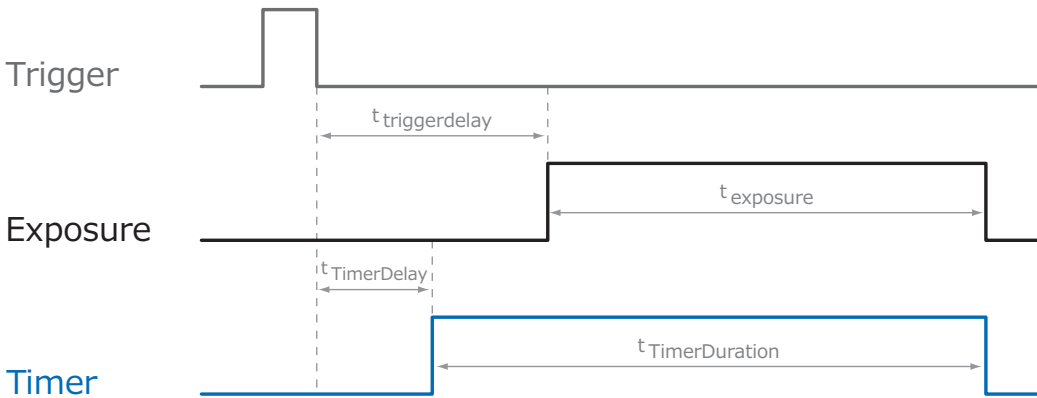 Trigger
t triggerdelay
t exposure
Exposure
t TimerDelay
t TimerDuration
Timer